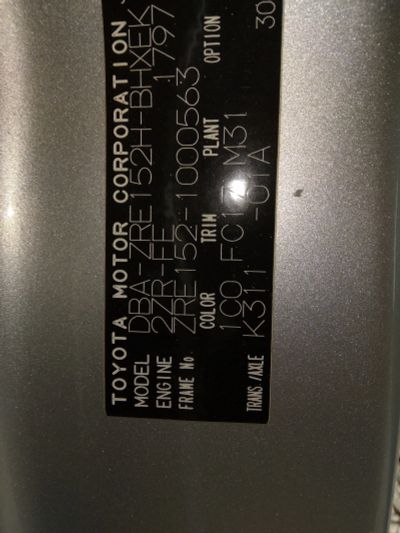 TOYOTA MOTOR CORPORATION
MODEL DBA-ZRE152H-BHXEK
ENGINE 2ZR-FE 1797
FRAME No. ZRE152-1000563
COLOR TRIM PLANT OPTION
1C0 FC17 M31 30
TRANS/AXLE K311 -01A